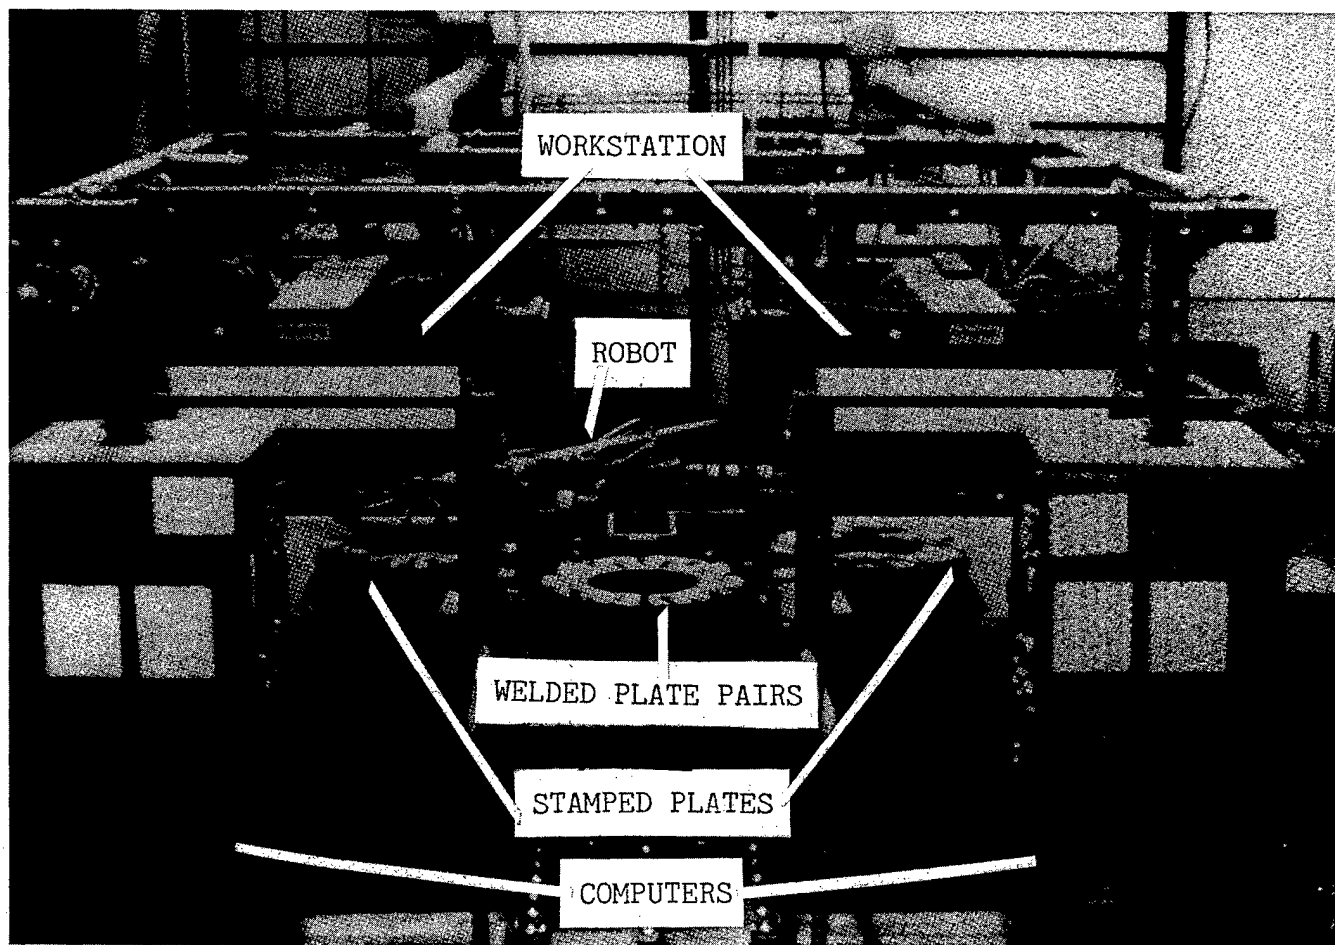 WORKSTATION
ROBOT
WELDED PLATE PAIRS
STAMPED PLATES
COMPUTERS